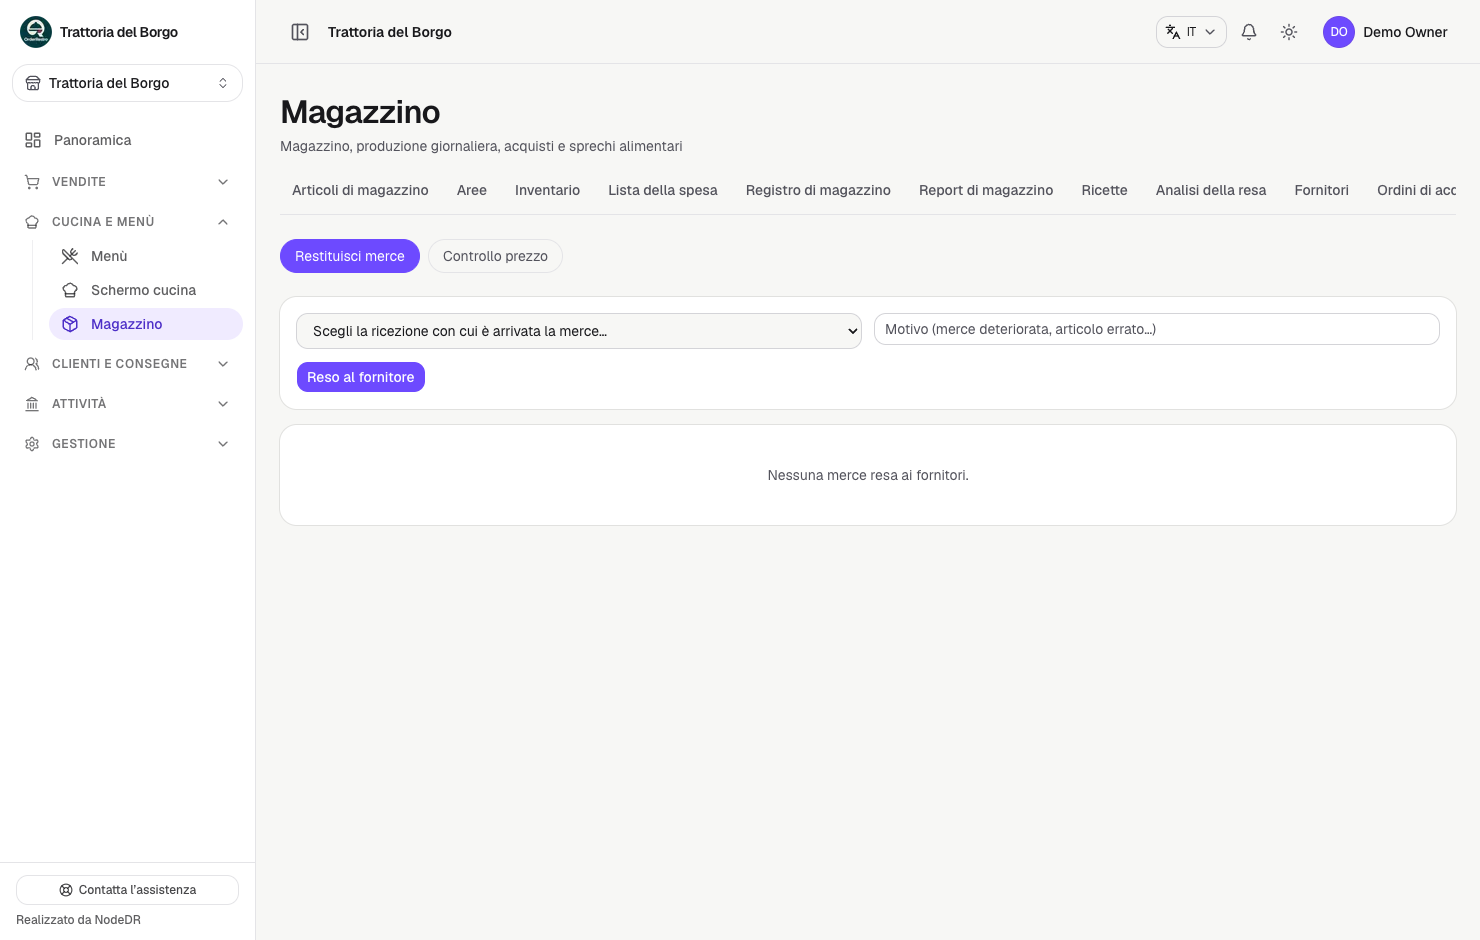 Trattoria del Borgo
Trattoria del Borgo
Panoramica
VENDITE
CUCINA E MENÙ
Menù
Schermo cucina
Magazzino
CLIENTI E CONSEGNE
ATTIVITÀ
GESTIONE
Contatta l'assistenza
Realizzato da NodeDR
Trattoria del Borgo
IT
DO
Demo Owner
Magazzino
Magazzino, produzione giornaliera, acquisti e sprechi alimentari
Articoli di magazzino Aree Inventario Lista della spesa Registro di magazzino Report di magazzino Ricette Analisi della resa Fornitori Ordini di acc
Restituisci merce Controllo prezzo
Scegli la ricezione con cui è arrivata la merce… Motivo (merce deteriorata, articolo errato…)
Reso al fornitore
Nessuna merce resa ai fornitori.